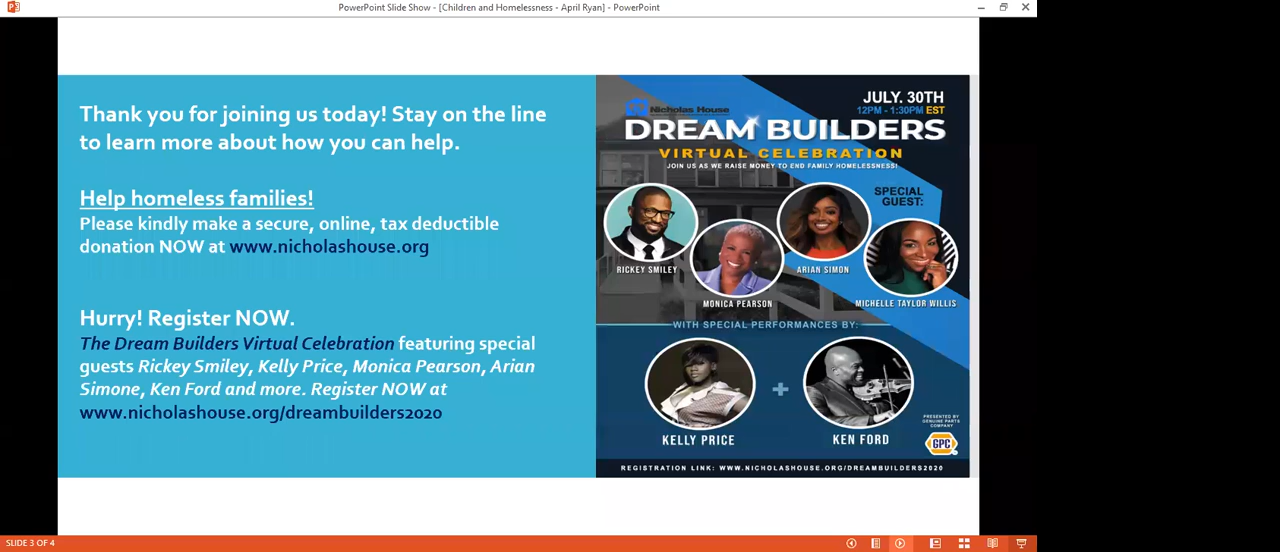 PowerPoint Slide Show - [Children and Homelessness - April Ryan] - PowerPoint
Thank you for joining us today! Stay on the line
to learn more about how you can help.
Help homeless families!
Please kindly make a secure, online, tax deductible
donation NOW at www.nicholashouse.org
Hurry! Register NOW.
The Dream Builders Virtual Celebration featuring special
guests Rickey Smiley, Kelly Price, Monica Pearson, Arian
Simone, Ken Ford and more. Register NOW at
www.nicholashouse.org/dreambuilders2020
Nicholas House
JULY. 30TH
12PM - 1:30PM EST
DREAM BUILDERS
VIRTUAL CELEBRATION
JOIN US AS WE RAISE MONEY TO END FAMILY HOMELESSNESS!
SPECIAL
GUEST:
RICKEY SMILEY
ARIAN SIMON
MONICA PEARSON
MICHELLE TAYLOR WILLIS
WITH SPECIAL PERFORMANCES BY:
+
KELLY PRICE
KEN FORD
PRESENTED BY
GENUINE PARTS
COMPANY
GPC
REGISTRATION LINK: WWW.NICHOLASHOUSE.ORG/DREAMBUILDERS2020
SLIDE 3 OF 4